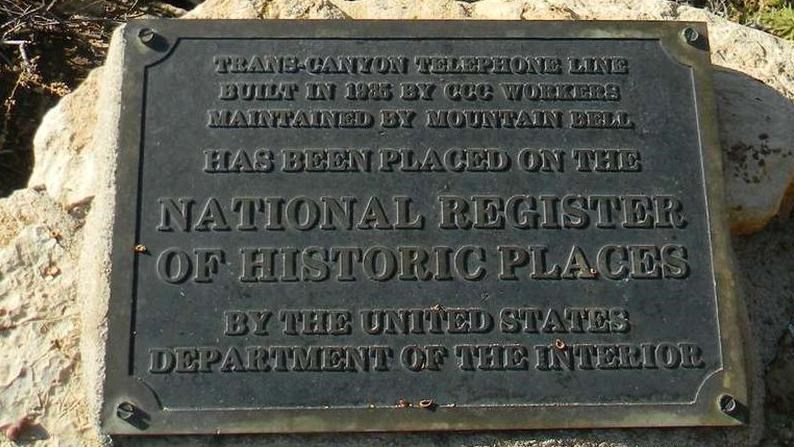 TRANS-CANYON TELEPHONE LINE
BUILT IN 1935 BY CCC WORKERS
MAINTAINED BY MOUNTAIN BELL
HAS BEEN PLACED ON THE
NATIONAL REGISTER
OF HISTORIC PLACES
BY THE UNITED STATES
DEPARTMENT OF THE INTERIOR